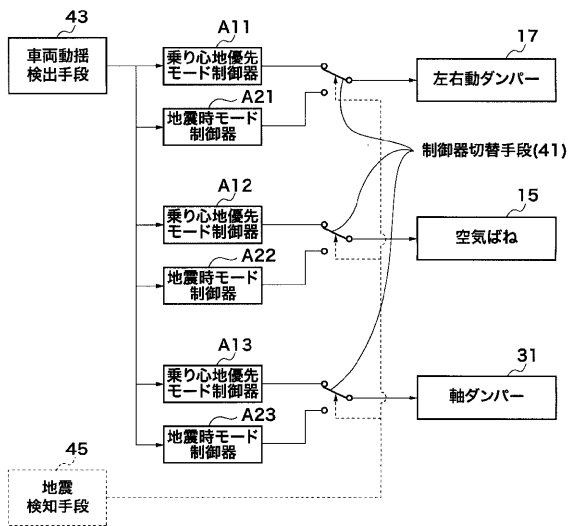 43
車両動揺
検出手段
A11
乗り心地優先
モード制御器
A21
地震時モード
制御器
17
左右動ダンパー
制御器切替手段(41)
A12
乗り心地優先
モード制御器
A22
地震時モード
制御器
15
空気ばね
A13
乗り心地優先
モード制御器
A23
地震時モード
制御器
31
軸ダンパー
45
地震
検知手段